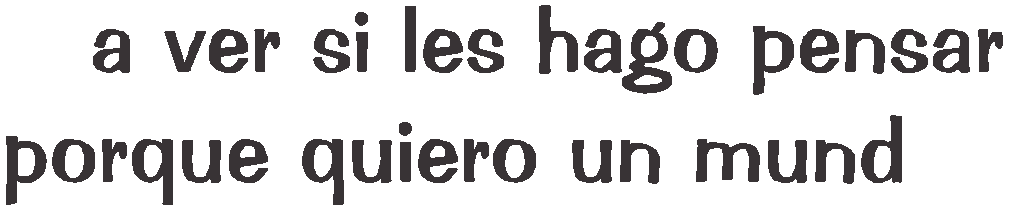 a ver si les hago pensar
porque quiero un mund